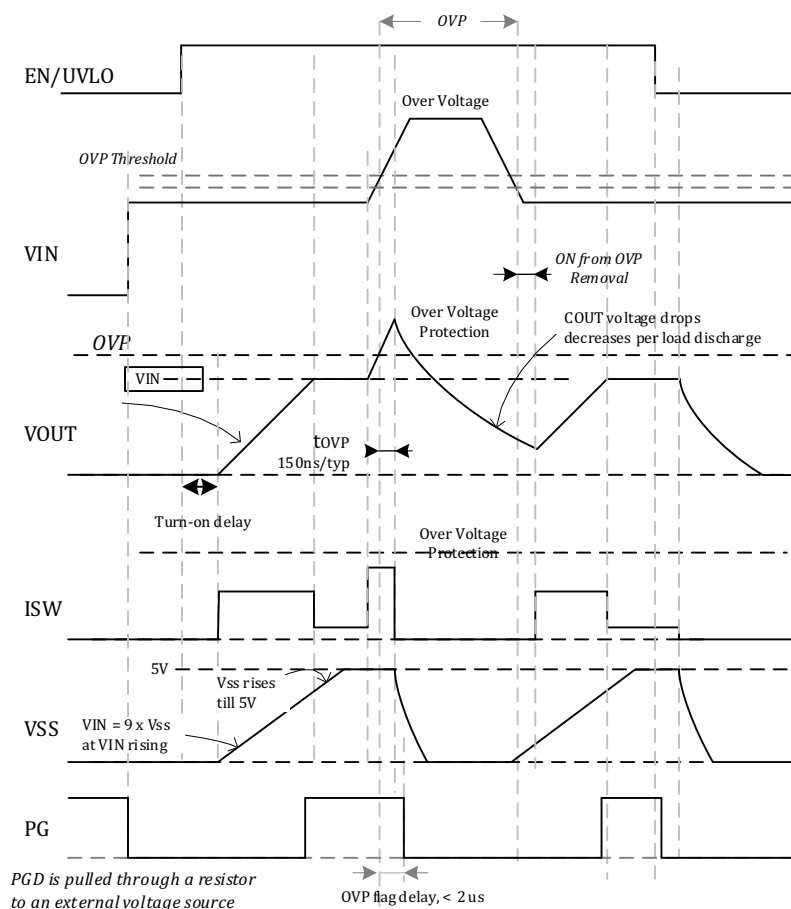 OVP
EN/UVLO
Over Voltage
OVP Threshold
VIN
ON from OVP
Removal
Over Voltage
Protection
COUT voltage drops
decreases per load discharge
OVP
VIN
VOUT
tOVP
150ns/typ
Turn-on delay
Over Voltage
Protection
ISW
5V
Vss rises
till 5V
VIN = 9 x Vss
at VIN rising
VSS
PG
PGD is pulled through a resistor
to an external voltage source
OVP flag delay, < 2 us